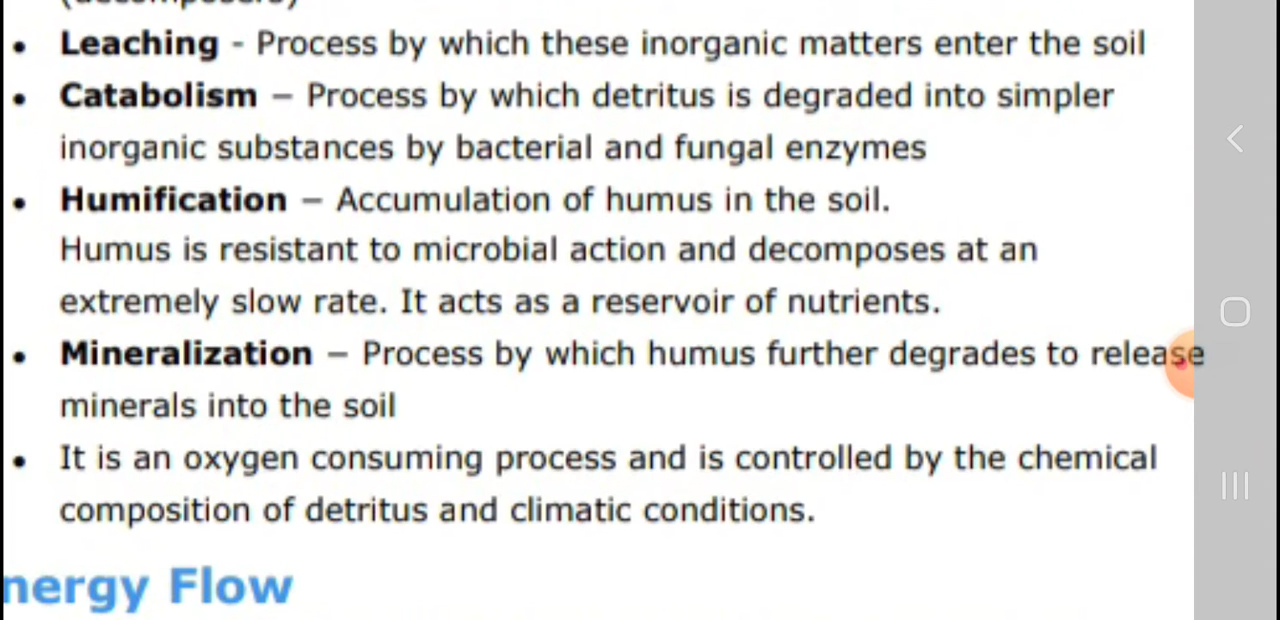 (decomposers)
• Leaching - Process by which these inorganic matters enter the soil
• Catabolism – Process by which detritus is degraded into simpler
inorganic substances by bacterial and fungal enzymes
• Humification – Accumulation of humus in the soil.
Humus is resistant to microbial action and decomposes at an
extremely slow rate. It acts as a reservoir of nutrients.
• Mineralization – Process by which humus further degrades to release
minerals into the soil
• It is an oxygen consuming process and is controlled by the chemical
composition of detritus and climatic conditions.
nergy Flow